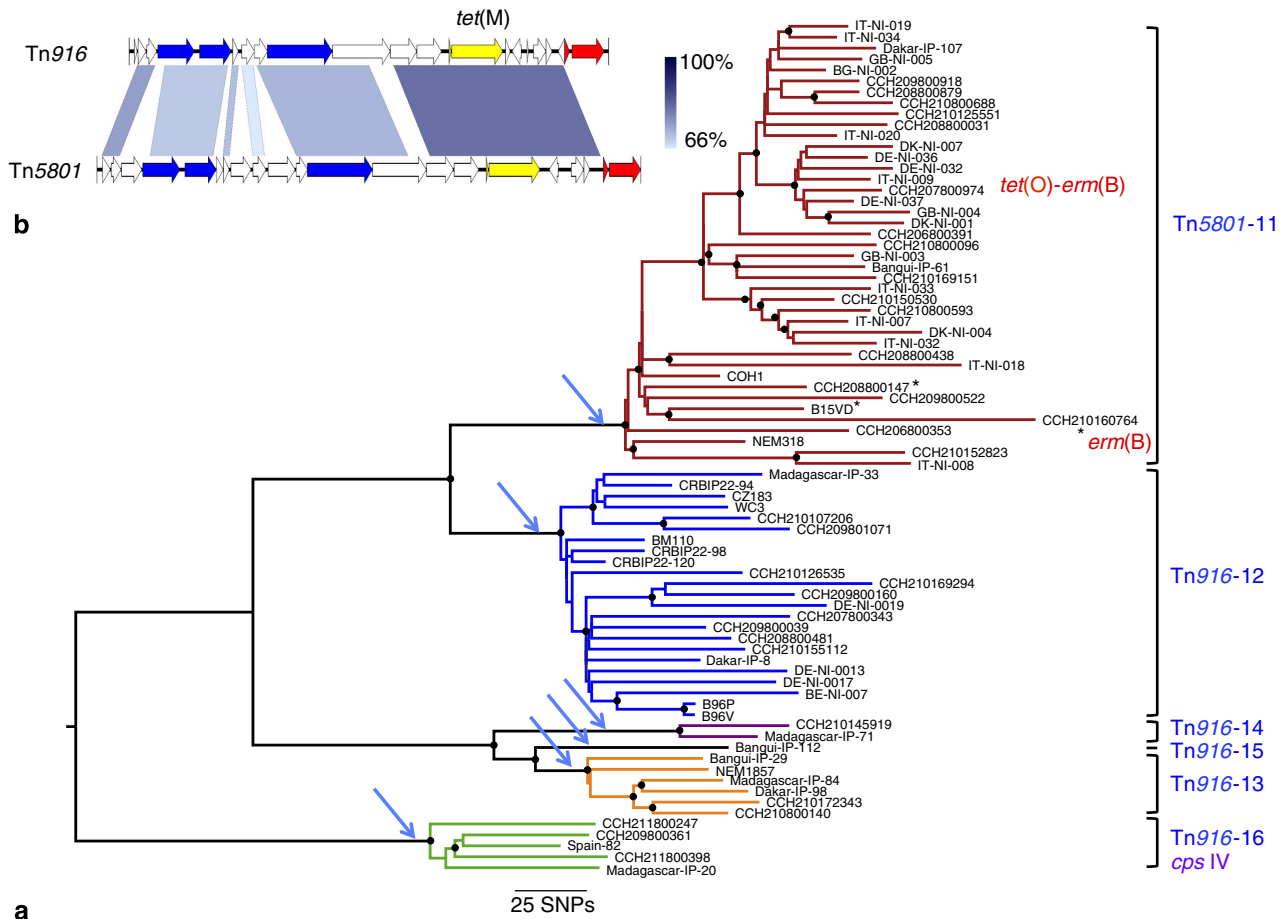 tet(M)
Tn916
100%
66%
Tn5801
b
IT-NI-019
IT-NI-034
Dakar-IP-107
GB-NI-005
BG-NI-002
CCH209800918
CCH208800879
CCH210800688
CCH210125551
CCH208800031
IT-NI-020
DK-NI-007
DE-NI-036
DE-NI-032
IT-NI-009
CCH207800974
DE-NI-037
GB-NI-004
DK-NI-001
CCH206800391
CCH210800096
GB-NI-003
Bangui-IP-61
CCH210169151
IT-NI-033
CCH210150530
CCH210800593
IT-NI-007
DK-NI-004
IT-NI-032
CCH208800438
IT-NI-018
COH1
CCH208800147 *
CCH209800522
B15VD *
CCH210160764
* erm(B)
CCH206800353
NEM318
CCH210152823
IT-NI-008
tet(O)-erm(B)
Tn5801-11
Madagascar-IP-33
CRBIP22-94
CZ183
WC3
CCH210107206
CCH209801071
BM110
CRBIP22-98
CRBIP22-120
CCH210126535
CCH210169294
CCH209800160
DE-NI-0019
CCH207800343
CCH209800039
CCH208800481
CCH210155112
Dakar-IP-8
DE-NI-0013
DE-NI-0017
BE-NI-007
B96P
B96V
Tn916-12
CCH210145919
Madagascar-IP-71
Tn916-14
Bangui-IP-112
Tn916-15
Bangui-IP-29
NEM1857
Madagascar-IP-84
Dakar-IP-98
CCH210172343
CCH210800140
Tn916-13
CCH211800247
CCH209800361
Spain-82
CCH211800398
Madagascar-IP-20
Tn916-16
cps IV
25 SNPs
a